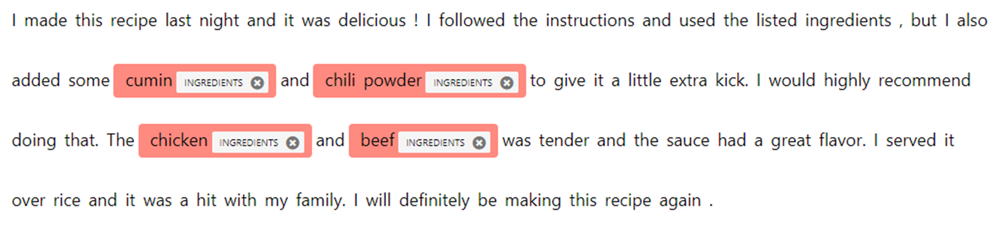 I made this recipe last night and it was delicious ! I followed the instructions and used the listed ingredients , but I also
added some cumin INGREDIENTS and chili powder INGREDIENTS to give it a little extra kick. I would highly recommend
doing that. The chicken INGREDIENTS and beef INGREDIENTS was tender and the sauce had a great flavor. I served it
over rice and it was a hit with my family. I will definitely be making this recipe again .